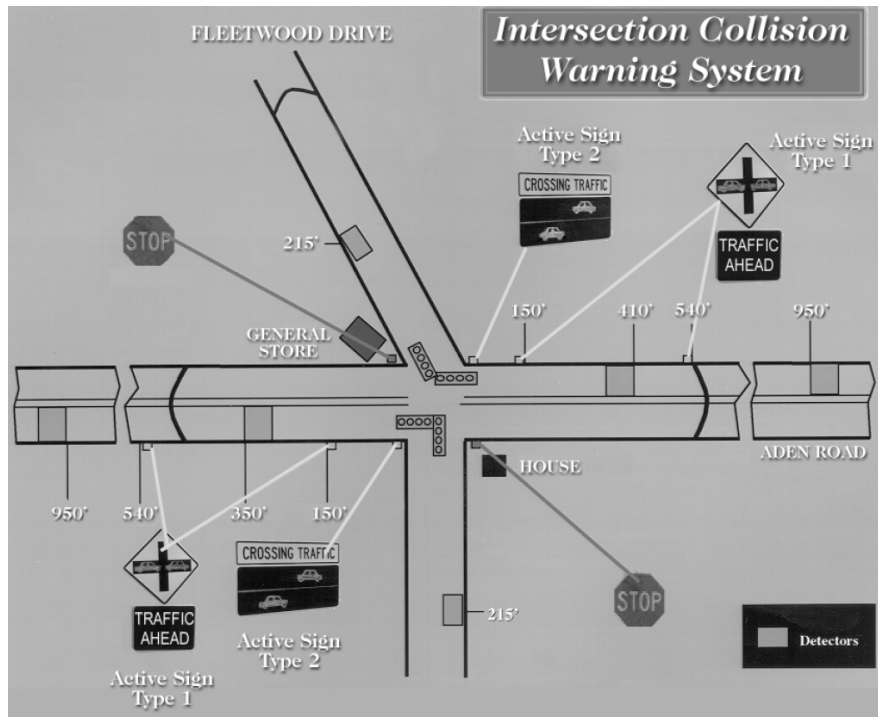 FLEETWOOD DRIVE
Intersection Collision
Warning System
Active Sign
Type 2
Active Sign
Type 1
CROSSING TRAFFIC
STOP
215'
TRAFFIC
AHEAD
GENERAL
STORE
150'
410'
540'
950'
HOUSE
ADEN ROAD
950'
540'
350'
150'
CROSSING TRAFFIC
STOP
215'
TRAFFIC
AHEAD
Active Sign
Type 2
Active Sign
Type 1
Detectors